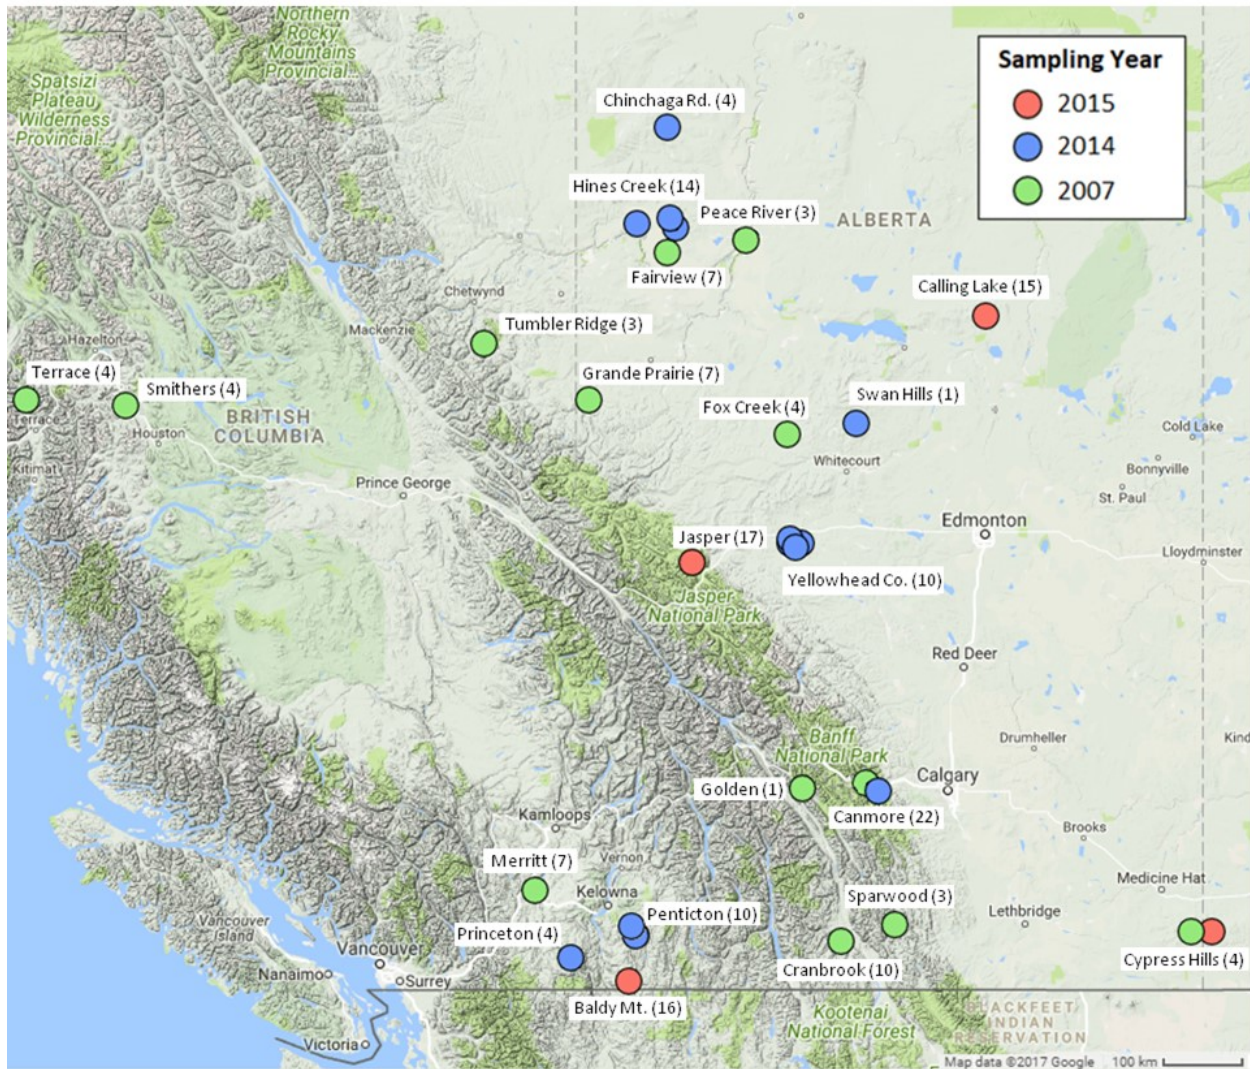 Northern
Rocky
Mountains
Provincial...
Spatsizi
Plateau
Wilderness
Provincial...
Sampling Year
2015
2014
2007
Chinchaga Rd. (4)
Hines Creek (14)
Peace River (3)
ALBERTA
Fairview (7)
Chetwynd
Calling Lake (15)
Tumbler Ridge (3)
Mackenzie
Hazelton
Terrace (4)
Smithers (4)
Grande Prairie (7)
Swan Hills (1)
Fox Creek (4)
BRITISH
COLUMBIA
Terrace
Houston
Cold Lake
Whitecourt
Bonnyville
Kitimat
Prince George
St. Paul
Edmonton
Jasper (17)
Lloydminster
Yellowhead Co. (10)
Jasper
National Park
Red Deer
Banff
National Park
Drumheller
Kind
Calgary
Golden (1)
Canmore (22)
Kamloops
Brooks
Merritt (7)
Vernon
Medicine Hat
Kelowna
Sparwood (3)
Penticton (10)
Lethbridge
Vancouver
Island
Princeton (4)
Vancouver
Cypress Hills (4)
Cranbrook (10)
Nanaimo
Surrey
Baldy Mt. (16)
Kootenai
National Forest
BLACKFEET
INDIAN
RESERVATION
Victoria
Map data ©2017 Google
100 km